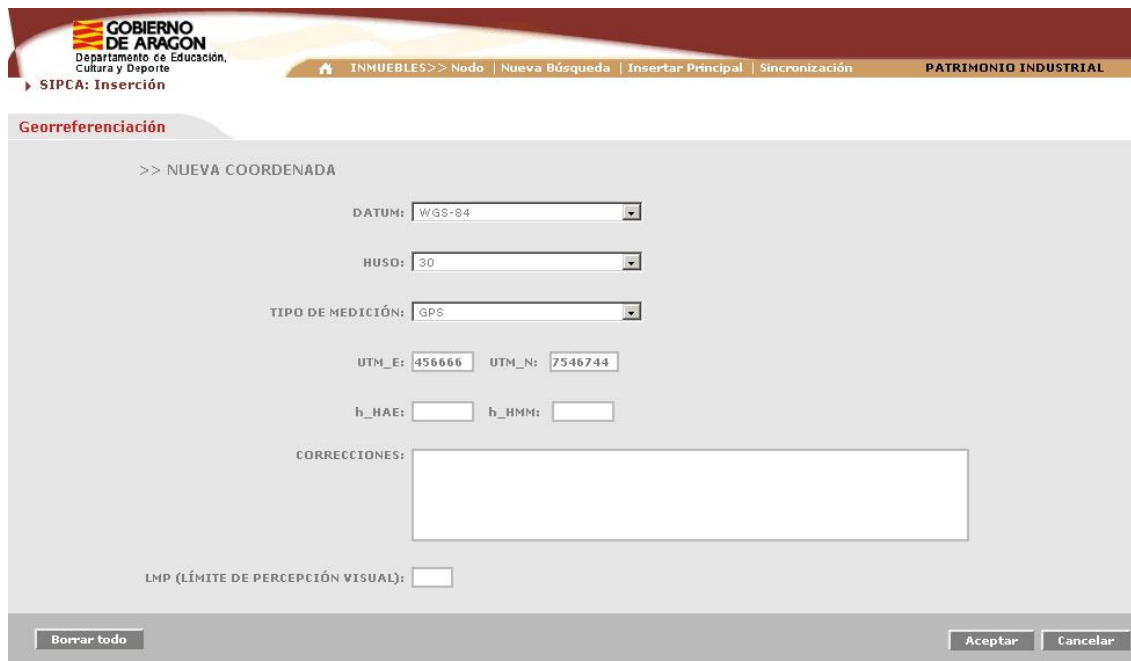 GOBIERNO
DE ARAGON
Departamento de Educación,
Cultura y Deporte
INMUEBLES>> Nodo | Nueva Búsqueda | Insertar Principal | Sincronización PATRIMONIO INDUSTRIAL
SIPCA: Inserción
Georreferenciación
>> NUEVA COORDENADA
DATUM: WGS-84
HUSO: 30
TIPO DE MEDICIÓN: GPS
UTM_E: 456666 UTM_N: 7546744
h_HAE: h_HMM:
CORRECCIONES:
LMP (LÍMITE DE PERCEPCIÓN VISUAL):
Borrar todo Aceptar Cancelar